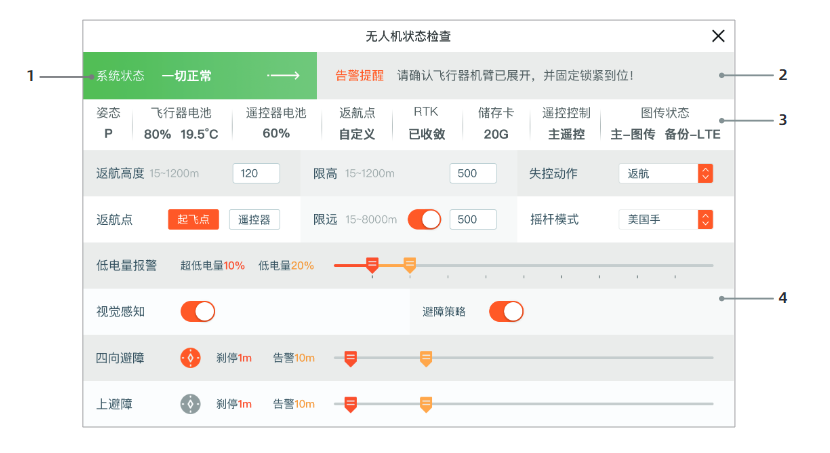 无人机状态检查
1 系统状态 一切正常 告警提醒 请确认飞行器机臂已展开，并固定锁紧到位！ 2
姿态 飞行器电池 遥控器电池 返航点 RTK 储存卡 遥控控制 图传状态
P 80% 19.5°C 60% 自定义 已收敛 20G 主遥控 主–图传 备份–LTE 3
返航高度 15-1200m 120 限高 15-1200m 500 失控动作 返航
返航点 起飞点 遥控器 限远 15-8000m 500 摇杆模式 美国手
低电量报警 超低电量10% 低电量20%
视觉感知 避障策略 4
四向避障 刹停1m 告警10m
上避障 刹停1m 告警10m